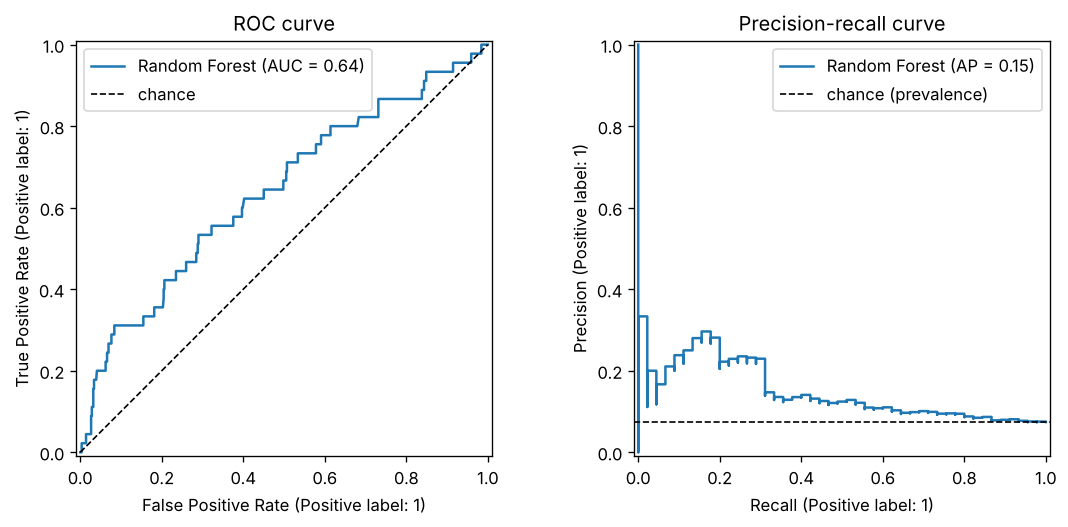 ROC curve
Random Forest (AUC = 0.64)
chance
True Positive Rate (Positive label: 1)
1.0
0.8
0.6
0.4
0.2
0.0
0.0 0.2 0.4 0.6 0.8 1.0
False Positive Rate (Positive label: 1)
Precision-recall curve
Random Forest (AP = 0.15)
chance (prevalence)
Precision (Positive label: 1)
1.0
0.8
0.6
0.4
0.2
0.0
0.0 0.2 0.4 0.6 0.8 1.0
Recall (Positive label: 1)